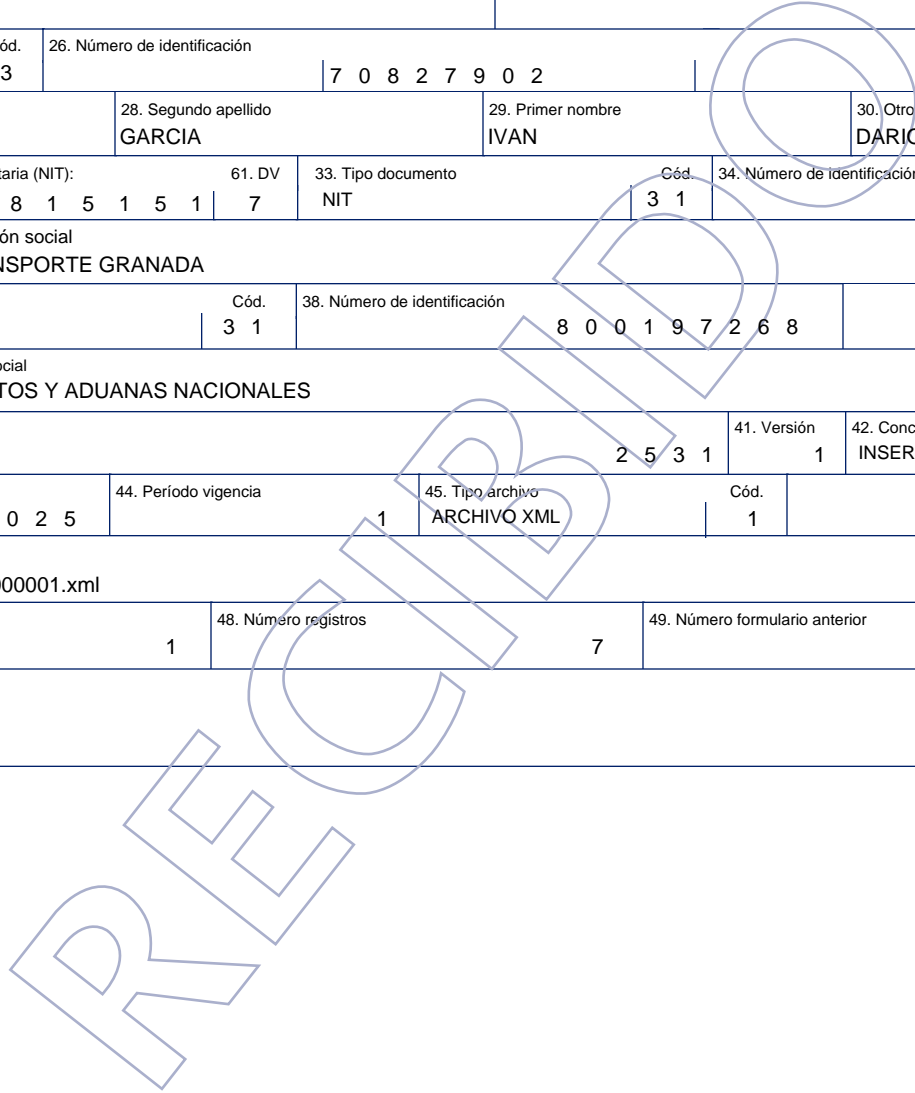 ód. 26. Número de identificación
3 7 0 8 2 7 9 0 2
28. Segundo apellido 29. Primer nombre 30. Otro
GARCIA IVAN DARIO
taria (NIT): 61. DV 33. Tipo documento Cód. 34. Número de identificación
8 1 5 1 5 1 7 NIT 3 1
ón social
NSPORTE GRANADA
Cód. 38. Número de identificación
3 1 8 0 0 1 9 7 2 6 8
ocial
TOS Y ADUANAS NACIONALES
41. Versión 42. Conc
2 5 3 1 1 INSER
44. Período vigencia 45. Tipo archivo Cód.
0 2 5 1 ARCHIVO XML 1
000001.xml
48. Número registros 49. Número formulario anterior
1 7
RECIBIDO